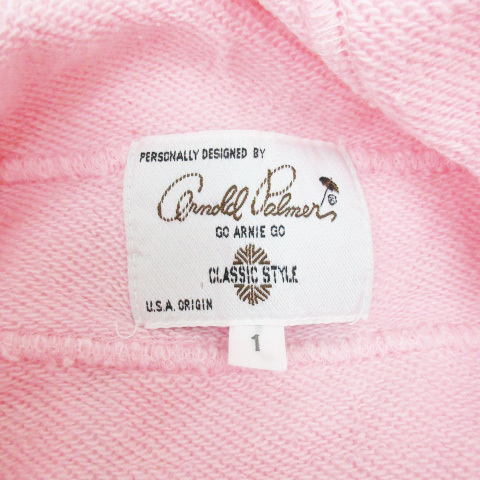 PERSONALLY DESIGNED BY
Arnold Palmer ®
GO ARNIE GO
CLASSIC STYLE
U.S.A. ORIGIN
1